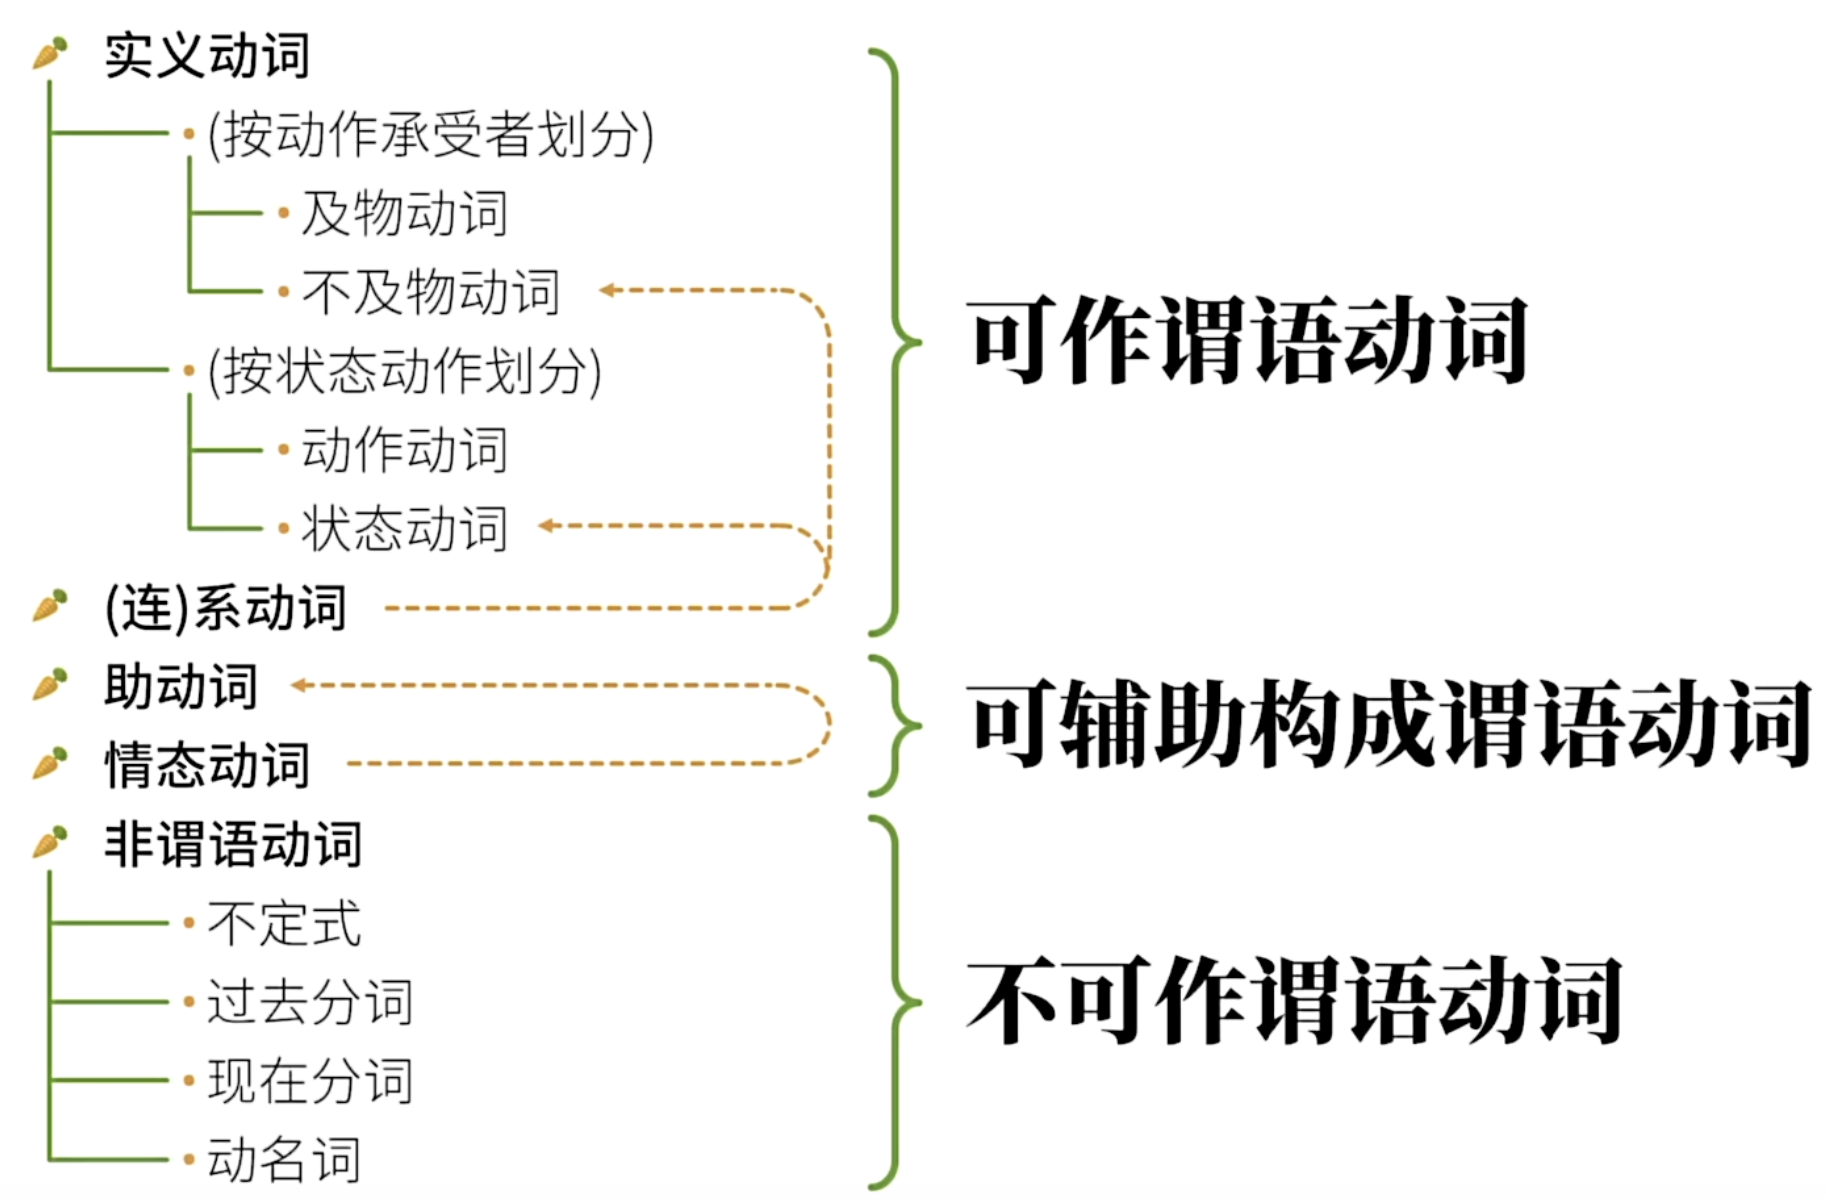 实义动词
(按动作承受者划分)
及物动词
不及物动词
(按状态动作划分)
动作动词
状态动词
(连)系动词
可作谓语动词
助动词
情态动词
可辅助构成谓语动词
非谓语动词
不定式
过去分词
现在分词
动名词
不可作谓语动词